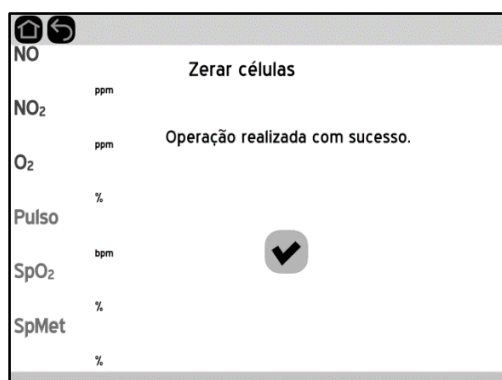 NO
Zerar células
ppm
NO₂
Operação realizada com sucesso.
ppm
O₂
%
Pulso
bpm
SpO₂
%
SpMet
%